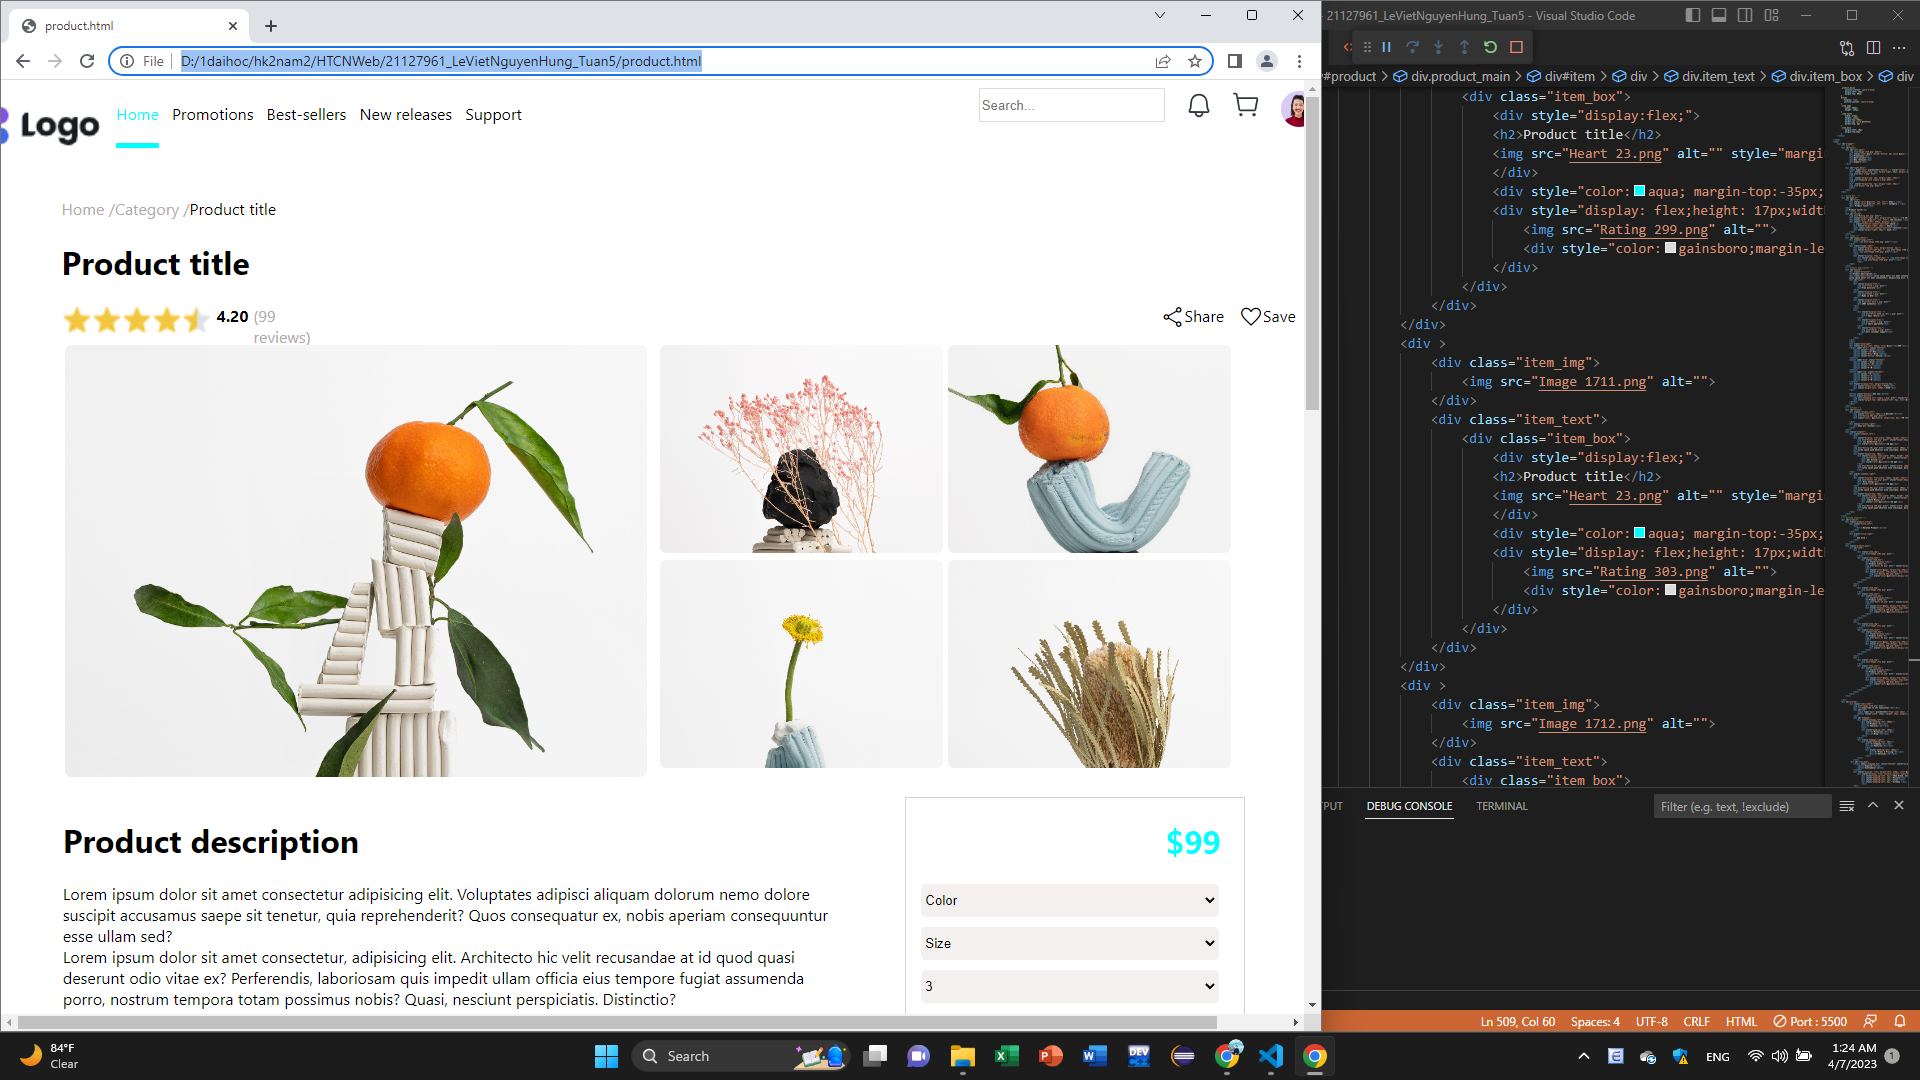 product.html
File
D:/1daihoc/hk2nam2/HTCNWeb/21127961_LeVietNguyenHung_Tuan5/product.html
Logo
Home
Promotions
Best-sellers
New releases
Support
Search...
Home /Category /Product title
Product title
4.20 (99
reviews)
Share
Save
Product description
Lorem ipsum dolor sit amet consectetur adipisicing elit. Voluptates adipisci aliquam dolorum nemo dolore
suscipit accusamus saepe sit tenetur, quia reprehenderit? Quos consequatur ex, nobis aperiam consequuntur
esse ullam sed?
Lorem ipsum dolor sit amet consectetur, adipisicing elit. Architecto hic velit recusandae at id quod quasi
deserunt odio vitae ex? Perferendis, laboriosam quis impedit ullam officia eius tempore fugiat assumenda
porro, nostrum tempora totam possimus nobis? Quasi, nesciunt perspiciatis. Distinctio?
$99
Color
Size
3
21127961_LeVietNguyenHung_Tuan5 - Visual Studio Code
#product > div.product_main > div#item > div > div.item_text > div.item_box > div
<div class="item_box">
<div style="display:flex;">
<h2>Product title</h2>
<img src="Heart 23.png" alt="" style="margin
</div>
<div style="color: aqua; margin-top:-35px;
<div style="display: flex;height: 17px;width
<img src="Rating 299.png" alt="">
<div style="color: gainsboro;margin-le
</div>
</div>
</div>
</div>
<div >
<div class="item_img">
<img src="Image 1711.png" alt="">
</div>
<div class="item_text">
<div class="item_box">
<div style="display:flex;">
<h2>Product title</h2>
<img src="Heart 23.png" alt="" style="margin
</div>
<div style="color: aqua; margin-top:-35px;
<div style="display: flex;height: 17px;width
<img src="Rating 303.png" alt="">
<div style="color: gainsboro;margin-le
</div>
</div>
</div>
</div>
<div >
<div class="item_img">
<img src="Image 1712.png" alt="">
</div>
<div class="item_text">
<div class="item_box">
PUT
DEBUG CONSOLE
TERMINAL
Filter (e.g. text, !exclude)
Ln 509, Col 60
Spaces: 4
UTF-8
CRLF
HTML
Port : 5500
84°F
Clear
Search
DEV
C++
ENG
1:24 AM
4/7/2023
1